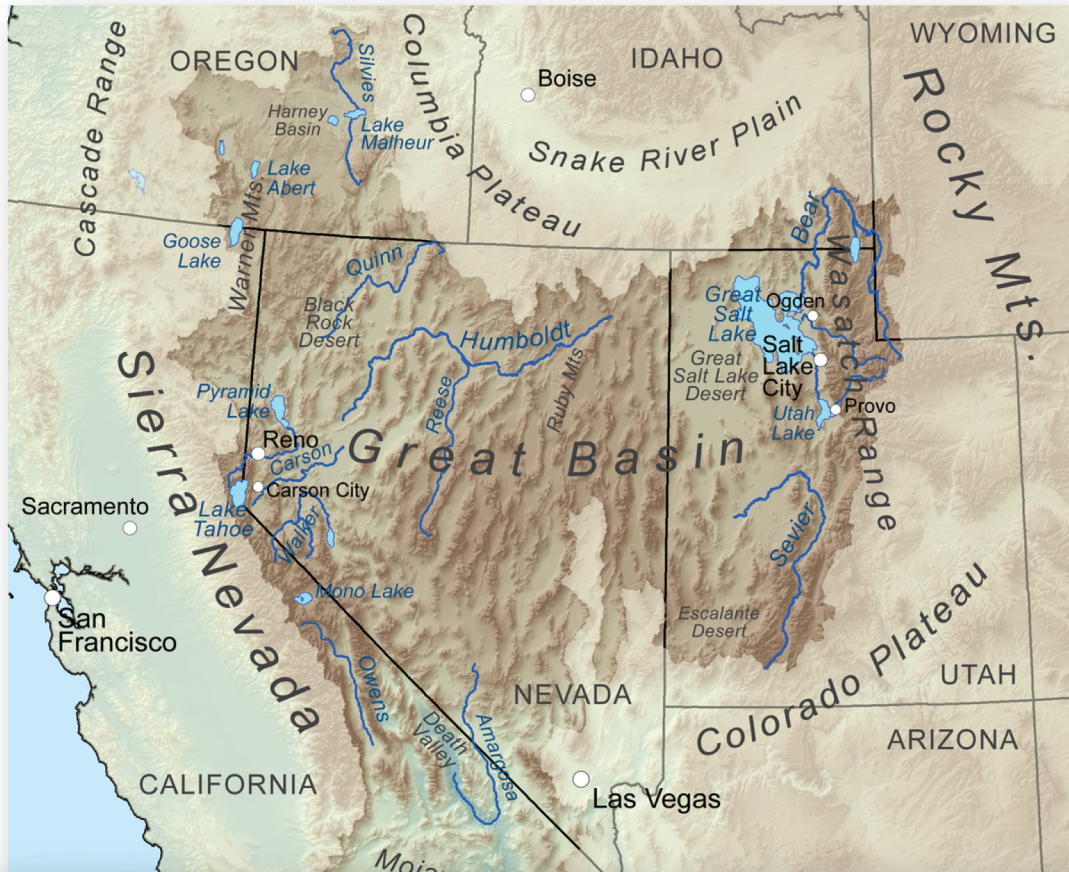 WYOMING
OREGON
IDAHO
Cascade Range
Columbia Plateau
Silvies
Boise
Rocky Mts.
Harney
Basin
Lake
Malheur
Snake River Plain
Lake
Abert
Warner Mts.
Goose
Lake
Bear
Quinn
Wasatch Range
Black
Rock
Desert
Great
Salt
Lake
Ogden
Humboldt
Salt
Lake
City
Great
Salt Lake
Desert
Ruby Mts
Sierra Nevada
Pyramid
Lake
Reese
Utah
Lake
Provo
Reno
Carson
Great Basin
Carson City
Sacramento
Lake
Tahoe
Walker
Sevier
Mono Lake
San
Francisco
Escalante
Desert
Colorado Plateau
Owens
UTAH
NEVADA
Death
Valley
Amargosa
ARIZONA
CALIFORNIA
Las Vegas